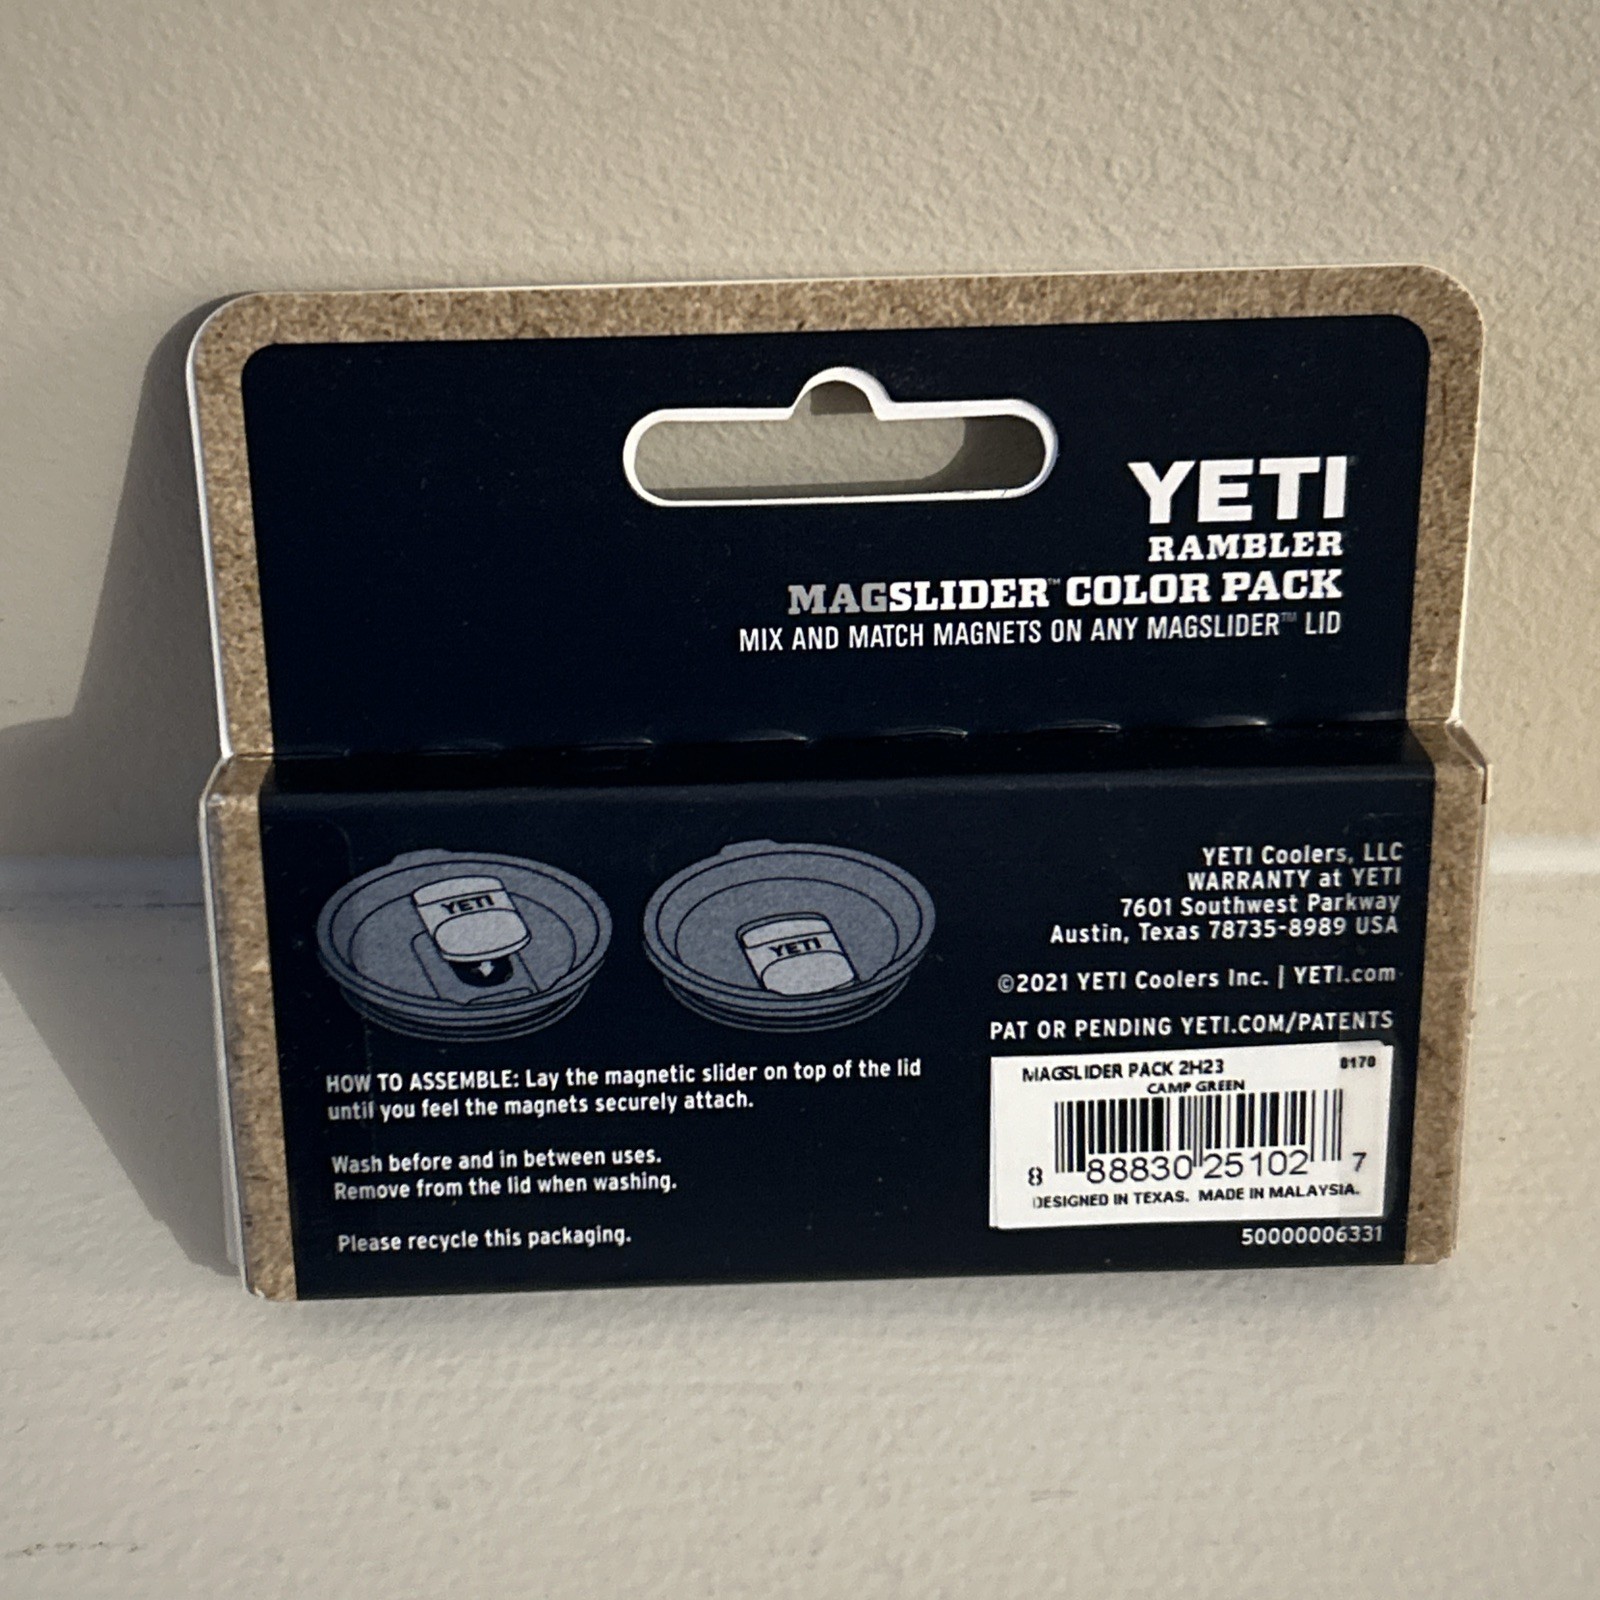 YETI
RAMBLER
MAGSLIDER™ COLOR PACK
MIX AND MATCH MAGNETS ON ANY MAGSLIDER™ LID
YETI
YETI
HOW TO ASSEMBLE: Lay the magnetic slider on top of the lid
until you feel the magnets securely attach.
Wash before and in between uses.
Remove from the lid when washing.
Please recycle this packaging.
YETI Coolers, LLC
WARRANTY at YETI
7601 Southwest Parkway
Austin, Texas 78735-8989 USA
©2021 YETI Coolers Inc. | YETI.com
PAT OR PENDING YETI.COM/PATENTS
MAGSLIDER PACK 2H23 0170
CAMP GREEN
8 88830 25102 7
DESIGNED IN TEXAS. MADE IN MALAYSIA.
50000006331